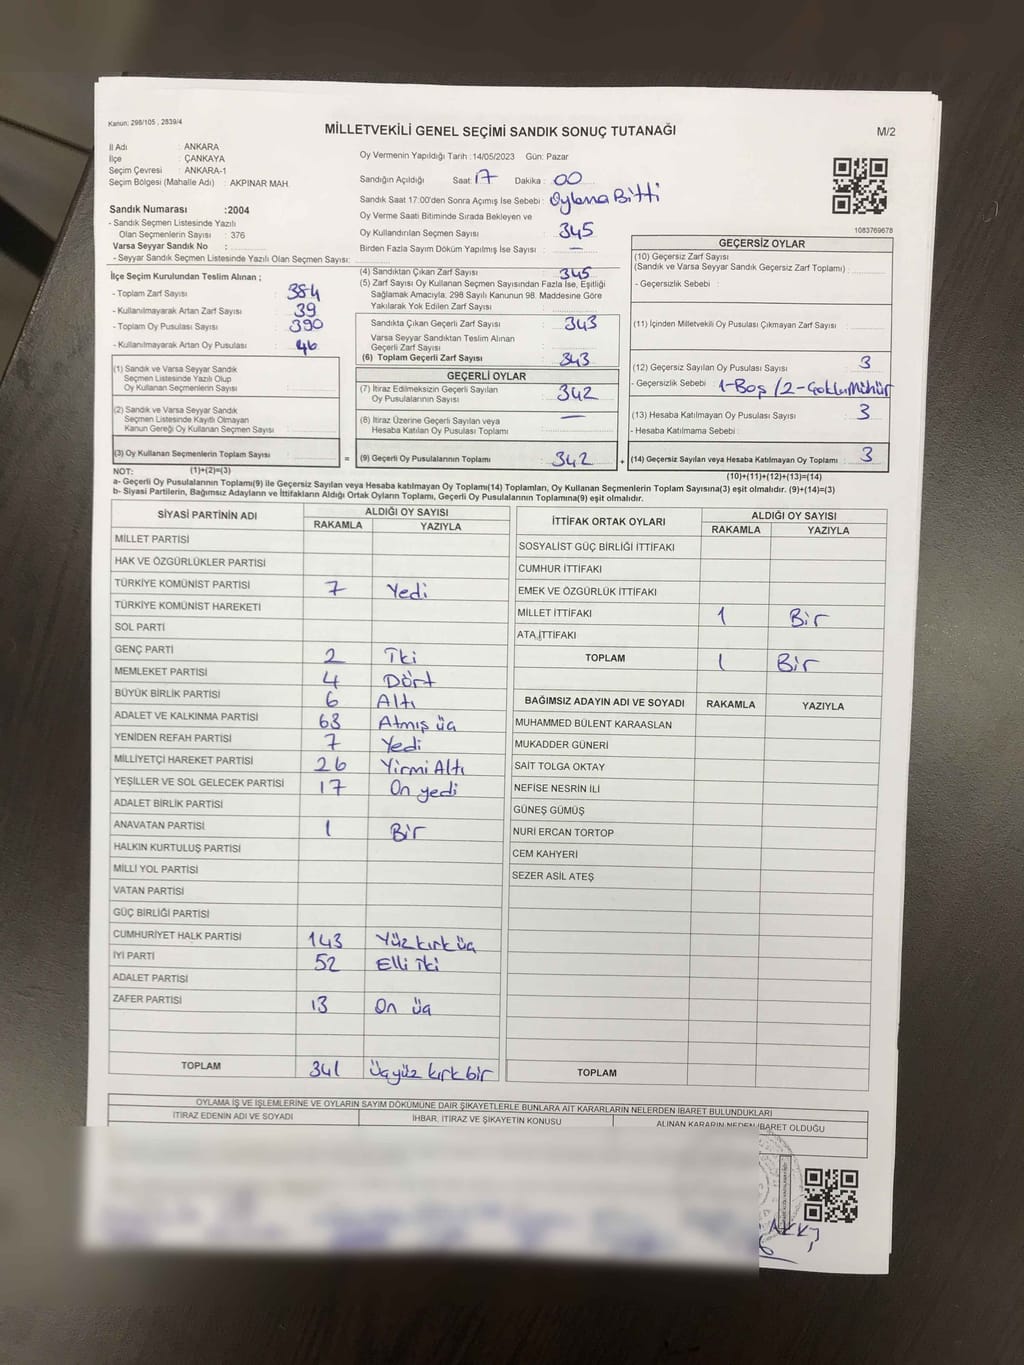 Kanun; 298/105 , 2839/4
MİLLETVEKİLİ GENEL SEÇİMİ SANDIK SONUÇ TUTANAĞI
M/2
İl Adı : ANKARA
İlçe : ÇANKAYA
Seçim Çevresi : ANKARA-1
Seçim Bölgesi (Mahalle Adı) : AKPINAR MAH.
Sandık Numarası :2004
- Sandık Seçmen Listesinde Yazılı
Olan Seçmenlerin Sayısı : 376
Varsa Seyyar Sandık No :
- Seyyar Sandık Seçmen Listesinde Yazılı Olan Seçmen Sayısı:
Oy Vermenin Yapıldığı Tarih :14/05/2023 Gün: Pazar
Sandığın Açıldığı Saat: 17 Dakika : 00
Sandık Saat 17:00'den Sonra Açımış İse Sebebi : Oylama Bitti
Oy Verme Saati Bitiminde Sırada Bekleyen ve
Oy Kullandırılan Seçmen Sayısı : 345
Birden Fazla Sayım Döküm Yapılmış İse Sayısı : —
1083769678
İlçe Seçim Kurulundan Teslim Alınan ;
- Toplam Zarf Sayısı : 384
- Kullanılmayarak Artan Zarf Sayısı : 39
- Toplam Oy Pusulası Sayısı : 390
- Kullanılmayarak Artan Oy Pusulası : 46
(1) Sandık ve Varsa Seyyar Sandık
Seçmen Listesinde Yazılı Olup
Oy Kullanan Seçmenlerin Sayısı :
(2) Sandık ve Varsa Seyyar Sandık
Seçmen Listesinde Kayıtlı Olmayan
Kanun Gereği Oy Kullanan Seçmen Sayısı :
(3) Oy Kullanan Seçmenlerin Toplam Sayısı :
(4) Sandıktan Çıkan Zarf Sayısı : 345
(5) Zarf Sayısı Oy Kullanan Seçmen Sayısından Fazla İse, Eşitliği
Sağlamak Amacıyla, 298 Sayılı Kanunun 98. Maddesine Göre
Yakılarak Yok Edilen Zarf Sayısı :
Sandıkta Çıkan Geçerli Zarf Sayısı : 343
Varsa Seyyar Sandıktan Teslim Alınan
Geçerli Zarf Sayısı :
(6) Toplam Geçerli Zarf Sayısı : 343
GEÇERLİ OYLAR
(7) İtiraz Edilmeksizin Geçerli Sayılan
Oy Pusulalarının Sayısı : 342
(8) İtiraz Üzerine Geçerli Sayılan veya
Hesaba Katılan Oy Pusulası Toplamı : —
= (9) Geçerli Oy Pusulalarının Toplamı : 342 +
GEÇERSİZ OYLAR
(10) Geçersiz Zarf Sayısı
(Sandık ve Varsa Seyyar Sandık Geçersiz Zarf Toplamı) :
- Geçersizlik Sebebi :
(11) İçinden Milletvekili Oy Pusulası Çıkmayan Zarf Sayısı :
(12) Geçersiz Sayılan Oy Pusulası Sayısı : 3
- Geçersizlik Sebebi : 1-Boş / 2-Çoklu Mühür
(13) Hesaba Katılmayan Oy Pusulası Sayısı : 3
- Hesaba Katılmama Sebebi :
(14) Geçersiz Sayılan veya Hesaba Katılmayan Oy Toplamı : 3
NOT: (1)+(2)=(3)
(10)+(11)+(12)+(13)=(14)
a- Geçerli Oy Pusulalarının Toplamı(9) ile Geçersiz Sayılan veya Hesaba katılmayan Oy Toplamı(14) Toplamları, Oy Kullanan Seçmenlerin Toplam Sayısına(3) eşit olmalıdır. (9)+(14)=(3)
b- Siyasi Partilerin, Bağımsız Adayların ve İttifakların Aldığı Ortak Oyların Toplamı, Geçerli Oy Pusulalarının Toplamına(9) eşit olmalıdır.
SİYASİ PARTİNİN ADI ALDIĞI OY SAYISI
RAKAMLA YAZIYLA
MİLLET PARTİSİ
HAK VE ÖZGÜRLÜKLER PARTİSİ
TÜRKİYE KOMÜNİST PARTİSİ 7 Yedi
TÜRKİYE KOMÜNİST HAREKETİ
SOL PARTİ
GENÇ PARTİ 2 İki
MEMLEKET PARTİSİ 4 Dört
BÜYÜK BİRLİK PARTİSİ 6 Altı
ADALET VE KALKINMA PARTİSİ 63 Atmış üç
YENİDEN REFAH PARTİSİ 7 Yedi
MİLLİYETÇİ HAREKET PARTİSİ 26 Yirmi Altı
YEŞİLLER VE SOL GELECEK PARTİSİ 17 On yedi
ADALET BİRLİK PARTİSİ
ANAVATAN PARTİSİ 1 Bir
HALKIN KURTULUŞ PARTİSİ
MİLLİ YOL PARTİSİ
VATAN PARTİSİ
GÜÇ BİRLİĞİ PARTİSİ
CUMHURİYET HALK PARTİSİ 143 Yüz kırk üç
İYİ PARTİ 52 Elli iki
ADALET PARTİSİ
ZAFER PARTİSİ 13 On üç
TOPLAM 341 Üçyüz kırk bir
İTTİFAK ORTAK OYLARI ALDIĞI OY SAYISI
RAKAMLA YAZIYLA
SOSYALİST GÜÇ BİRLİĞİ İTTİFAKI
CUMHUR İTTİFAKI
EMEK VE ÖZGÜRLÜK İTTİFAKI
MİLLET İTTİFAKI 1 Bir
ATA İTTİFAKI
TOPLAM 1 Bir
BAĞIMSIZ ADAYIN ADI VE SOYADI RAKAMLA YAZIYLA
MUHAMMED BÜLENT KARAASLAN
MUKADDER GÜNERİ
SAİT TOLGA OKTAY
NEFİSE NESRİN İLİ
GÜNEŞ GÜMÜŞ
NURİ ERCAN TORTOP
CEM KAHYERİ
SEZER ASIL ATEŞ
TOPLAM
OYLAMA İŞ VE İŞLEMLERİNE VE OYLARIN SAYIM DÖKÜMÜNE DAİR ŞİKAYETLERLE BUNLARA AİT KARARLARIN NELERDEN İBARET BULUNDUKLARI
İTİRAZ EDENİN ADI VE SOYADI İHBAR, İTİRAZ VE ŞİKAYETİN KONUSU ALINAN KARARIN NEDEN İBARET OLDUĞU